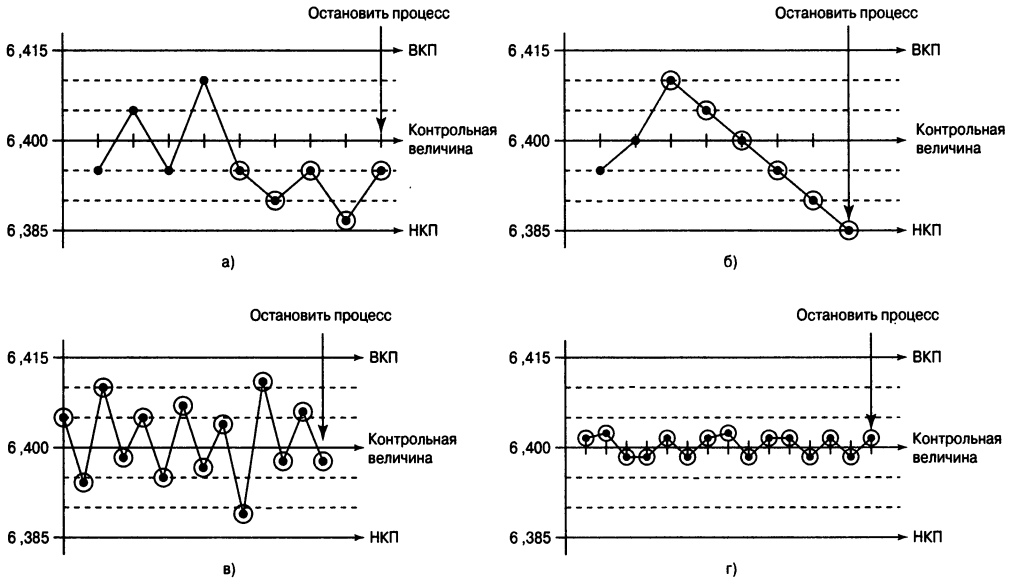 Остановить процесс
6,415
ВКП
6,400
Контрольная
величина
6,385
НКП
а)
Остановить процесс
6,415
ВКП
6,400
Контрольная
величина
6,385
НКП
б)
Остановить процесс
6,415
ВКП
6,400
Контрольная
величина
6,385
НКП
в)
Остановить процесс
6,415
ВКП
6,400
Контрольная
величина
6,385
НКП
г)